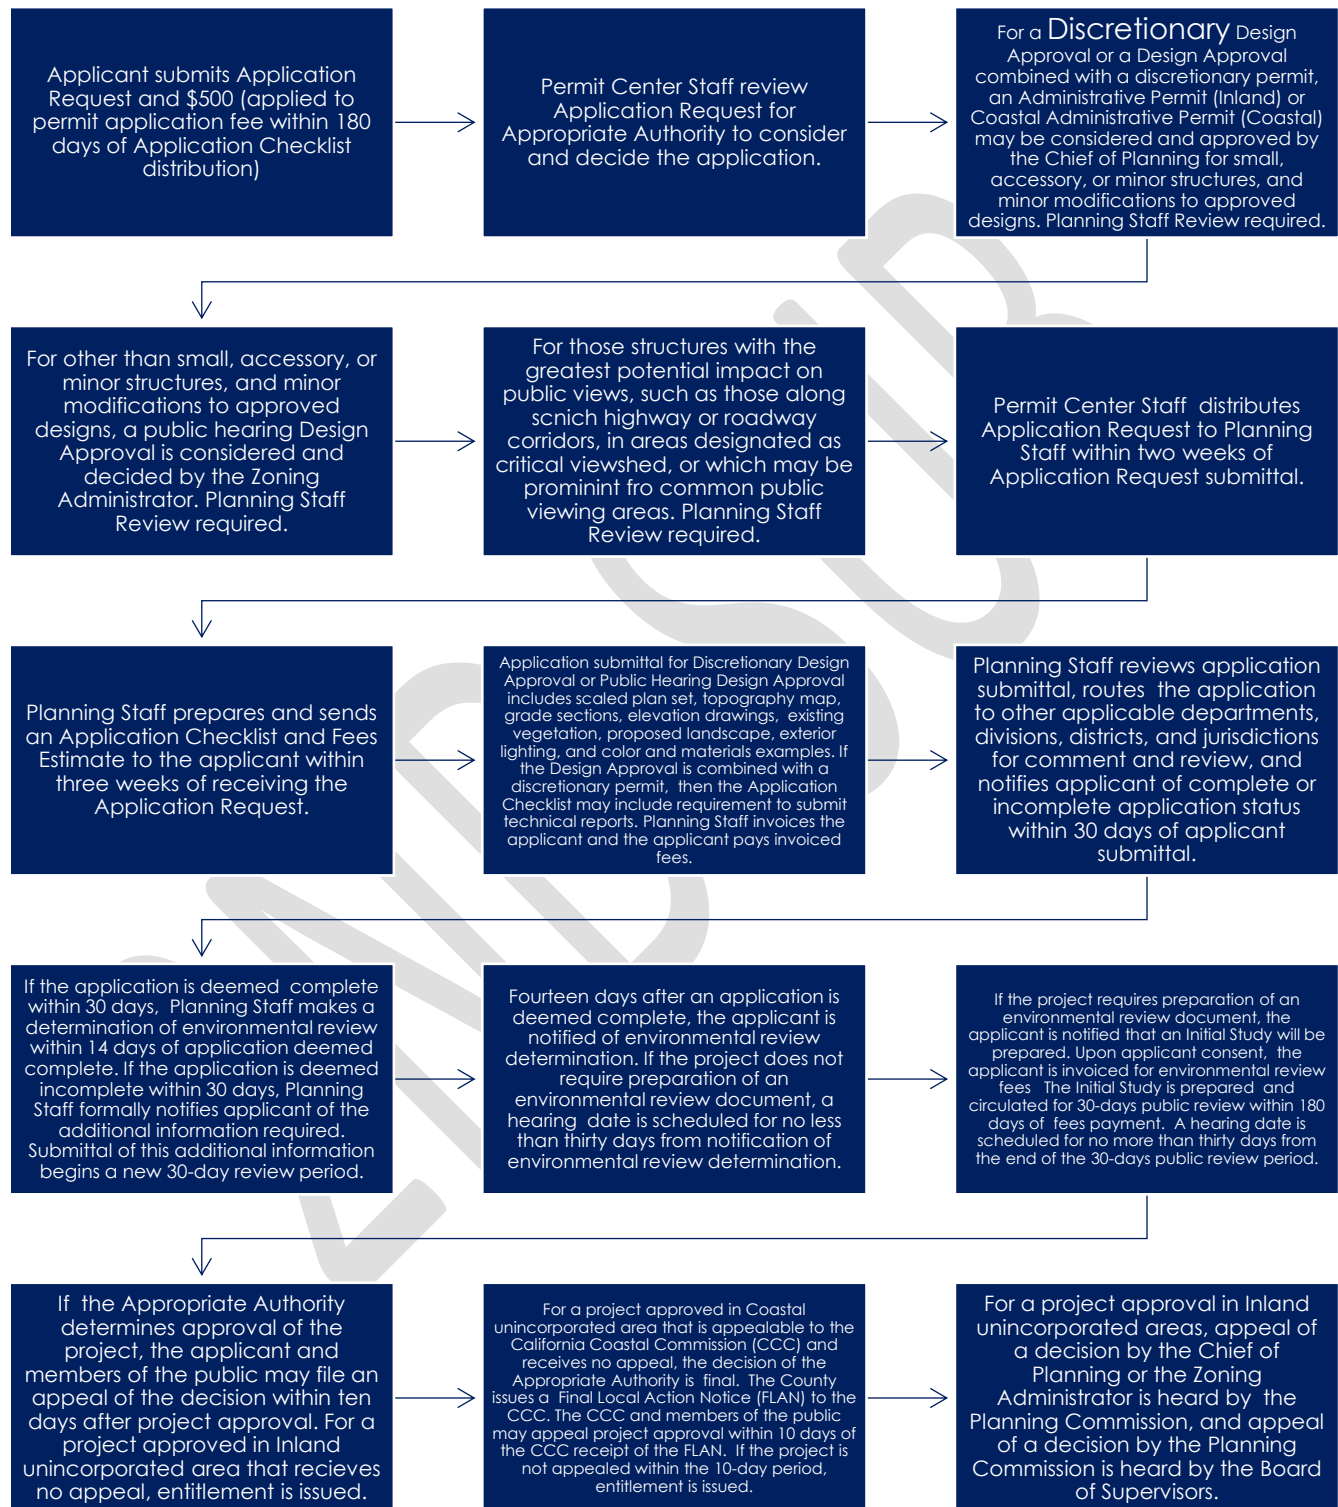 Applicant submits Application
Request and $500 (applied to
permit application fee within 180
days of Application Checklist
distribution)
Permit Center Staff review
Application Request for
Appropriate Authority to consider
and decide the application.
For a Discretionary Design
Approval or a Design Approval
combined with a discretionary permit,
an Administrative Permit (Inland) or
Coastal Administrative Permit (Coastal)
may be considered and approved by
the Chief of Planning for small,
accessory, or minor structures, and
minor modifications to approved
designs. Planning Staff Review required.
For other than small, accessory, or
minor structures, and minor
modifications to approved
designs, a public hearing Design
Approval is considered and
decided by the Zoning
Administrator. Planning Staff
Review required.
For those structures with the
greatest potential impact on
public views, such as those along
scnich highway or roadway
corridors, in areas designated as
critical viewshed, or which may be
prominint fro common public
viewing areas. Planning Staff
Review required.
Permit Center Staff  distributes
Application Request to Planning
Staff within two weeks of
Application Request submittal.
Planning Staff prepares and sends
an Application Checklist and Fees
Estimate to the applicant within
three weeks of receiving the
Application Request.
Application submittal for Discretionary Design
Approval or Public Hearing Design Approval
includes scaled plan set, topography map,
grade sections, elevation drawings,  existing
vegetation, proposed landscape, exterior
lighting, and color and materials examples. If
the Design Approval is combined with a
discretionary permit,  then the Application
Checklist may include requirement to submit
technical reports. Planning Staff invoices the
applicant and the applicant pays invoiced
fees.
Planning Staff reviews application
submittal, routes  the application
to other applicable departments,
divisions, districts, and jurisdictions
for comment and review, and
notifies applicant of complete or
incomplete application status
within 30 days of applicant
submittal.
If the application is deemed  complete
within 30 days,  Planning Staff makes a
determination of environmental review
within 14 days of application deemed
complete. If the application is deemed
incomplete within 30 days, Planning
Staff formally notifies applicant of the
additional information required.
Submittal of this additional information
begins a new 30-day review period.
Fourteen days after an application is
deemed complete, the applicant is
notified of environmental review
determination. If the project does not
require preparation of an
environmental review document, a
hearing  date is scheduled for no less
than thirty days from notification of
environmental review determination.
If the project requires preparation of an
environmental review document, the
applicant is notified that an Initial Study will be
prepared. Upon applicant consent,  the
applicant is invoiced for environmental review
fees  The Initial Study is prepared  and
circulated for 30-days public review within 180
days of  fees payment.  A hearing date is
scheduled for no more than thirty days from
the end of the 30-days public review period.
If  the Appropriate Authority
determines approval of the
project, the applicant and
members of the public may file an
appeal of the decision within ten
days after project approval. For a
project approved in Inland
unincorporated area that recieves
no appeal, entitlement is issued.
For a project approved in Coastal
unincorporated area that is appealable to the
California Coastal Commission (CCC) and
receives no appeal, the decision of the
Appropriate Authority is final.  The County
issues a  Final Local Action Notice (FLAN) to the
CCC. The CCC and members of the public
may appeal project approval within 10 days of
the CCC receipt of the FLAN.  If the project is
not appealed within the 10-day period,
entitlement is issued.
For a project approval in Inland
unincorporated areas, appeal of
a decision by the Chief of
Planning or the Zoning
Administrator is heard by  the
Planning Commission, and appeal
of a decision by the Planning
Commission is heard by the Board
of Supervisors.